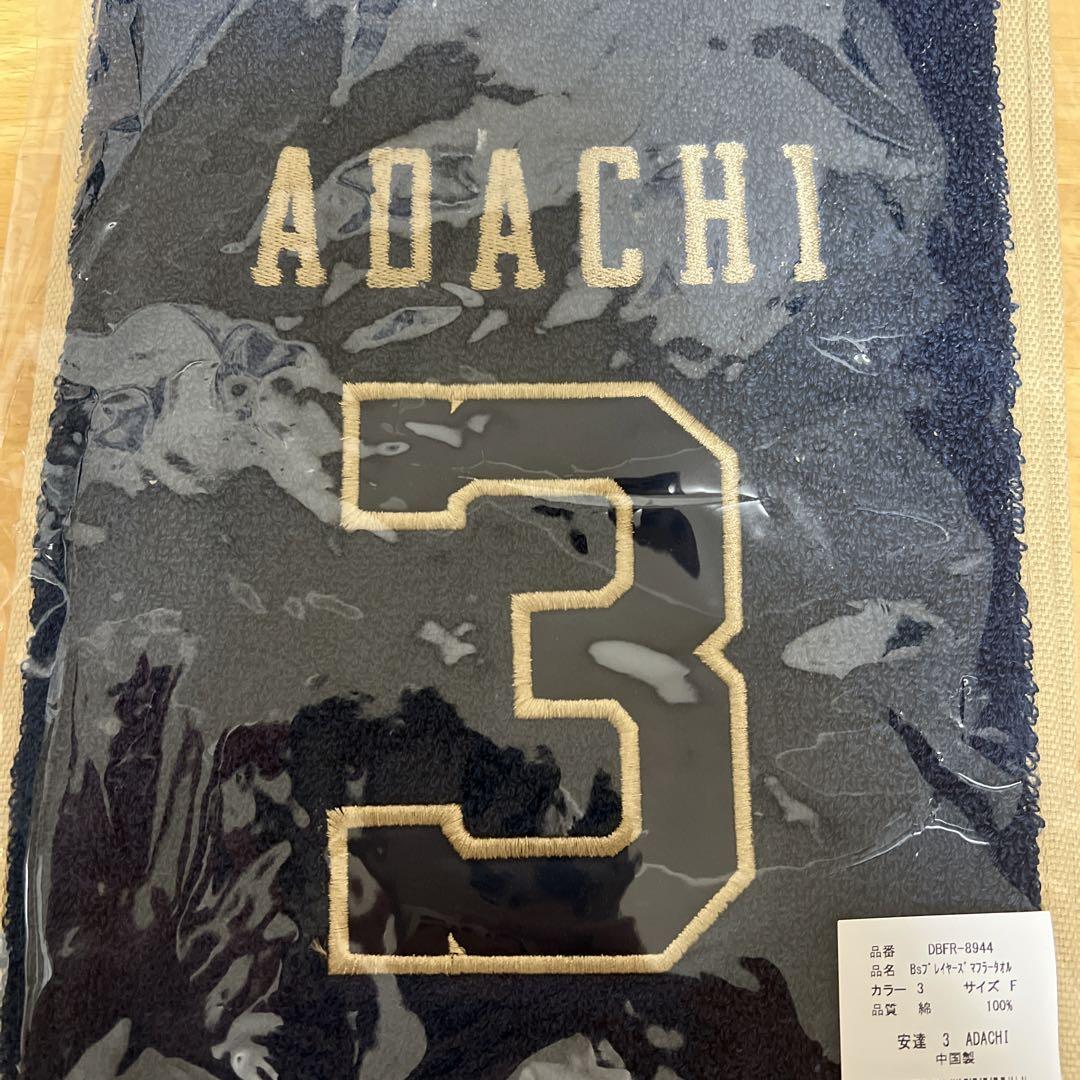 ADACHI
3
品番 DBFR-8944
品名 Bsﾌﾟﾚｲﾔｰｽﾞﾏﾌﾗｰﾀｵﾙ
カラー 3 サイズ F
品質 綿 100%
安達 3 ADACHI
中国製